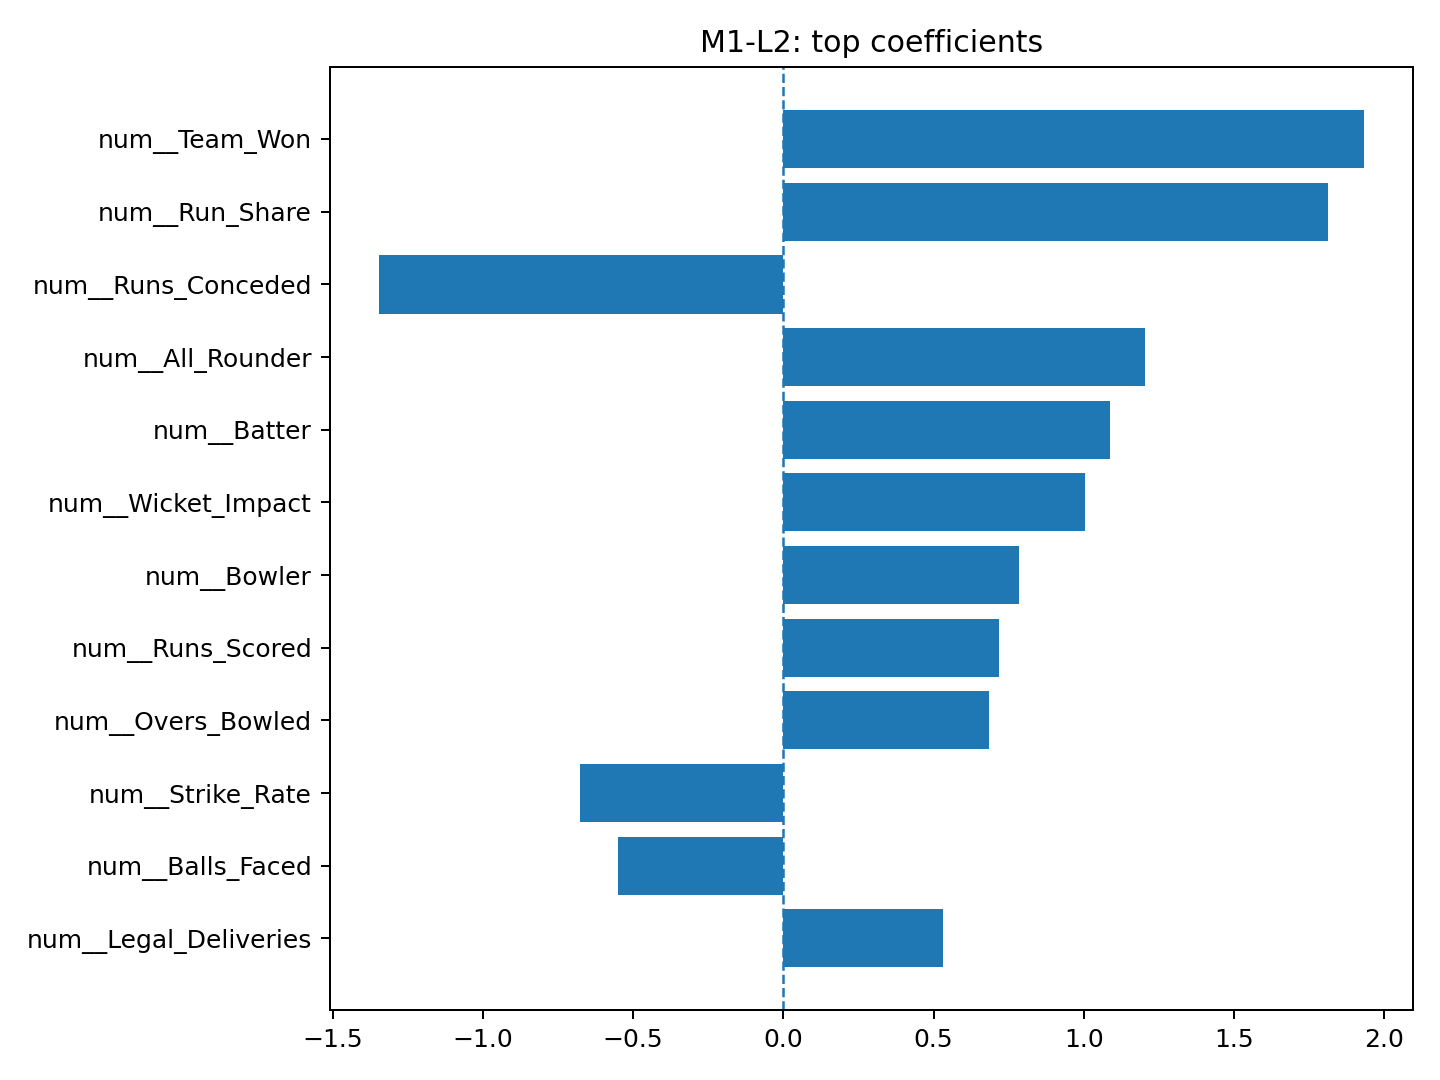 M1-L2: top coefficients
num__Team_Won
num__Run_Share
num__Runs_Conceded
num__All_Rounder
num__Batter
num__Wicket_Impact
num__Bowler
num__Runs_Scored
num__Overs_Bowled
num__Strike_Rate
num__Balls_Faced
num__Legal_Deliveries
−1.5 −1.0 −0.5 0.0 0.5 1.0 1.5 2.0